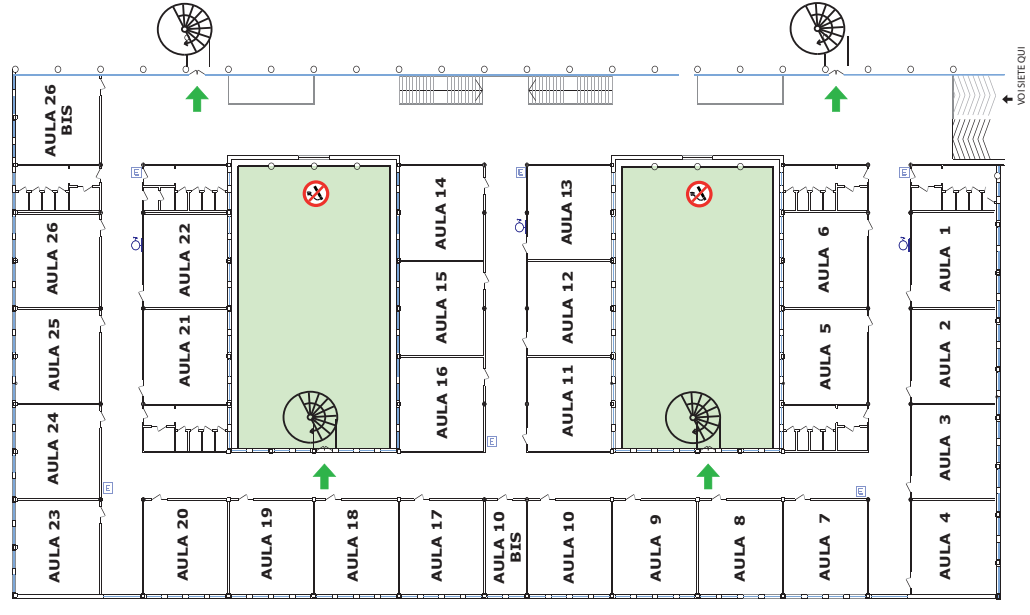 VOI SIETE QUI
AULA 26
BIS
AULA 26
AULA 25
AULA 24
AULA 23
AULA 22
AULA 21
AULA 14
AULA 15
AULA 16
AULA 13
AULA 12
AULA 11
AULA 6
AULA 5
AULA 1
AULA 2
AULA 3
AULA 4
AULA 20
AULA 19
AULA 18
AULA 17
AULA 10
BIS
AULA 10
AULA 9
AULA 8
AULA 7